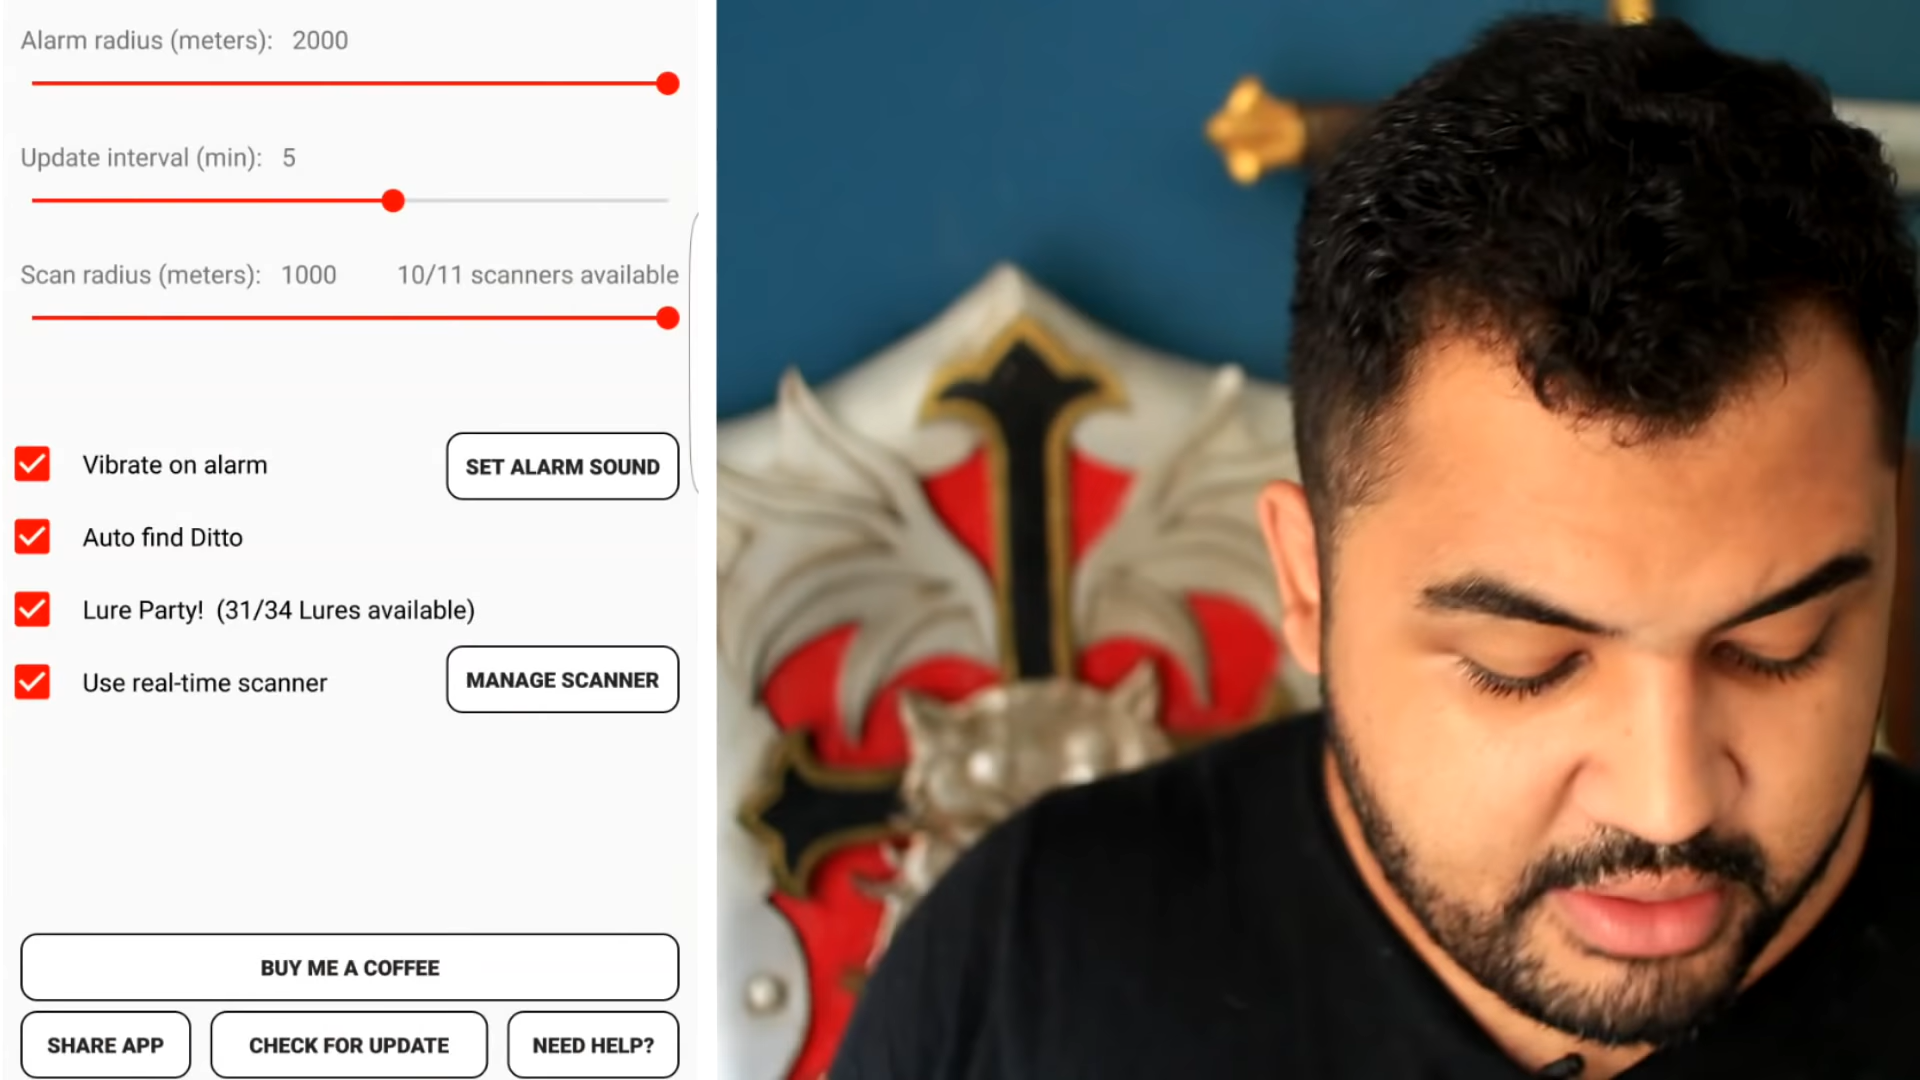 Alarm radius (meters): 2000
Update interval (min): 5
Scan radius (meters): 1000 10/11 scanners available
Vibrate on alarm SET ALARM SOUND
Auto find Ditto
Lure Party! (31/34 Lures available)
Use real-time scanner MANAGE SCANNER
BUY ME A COFFEE
SHARE APP CHECK FOR UPDATE NEED HELP?